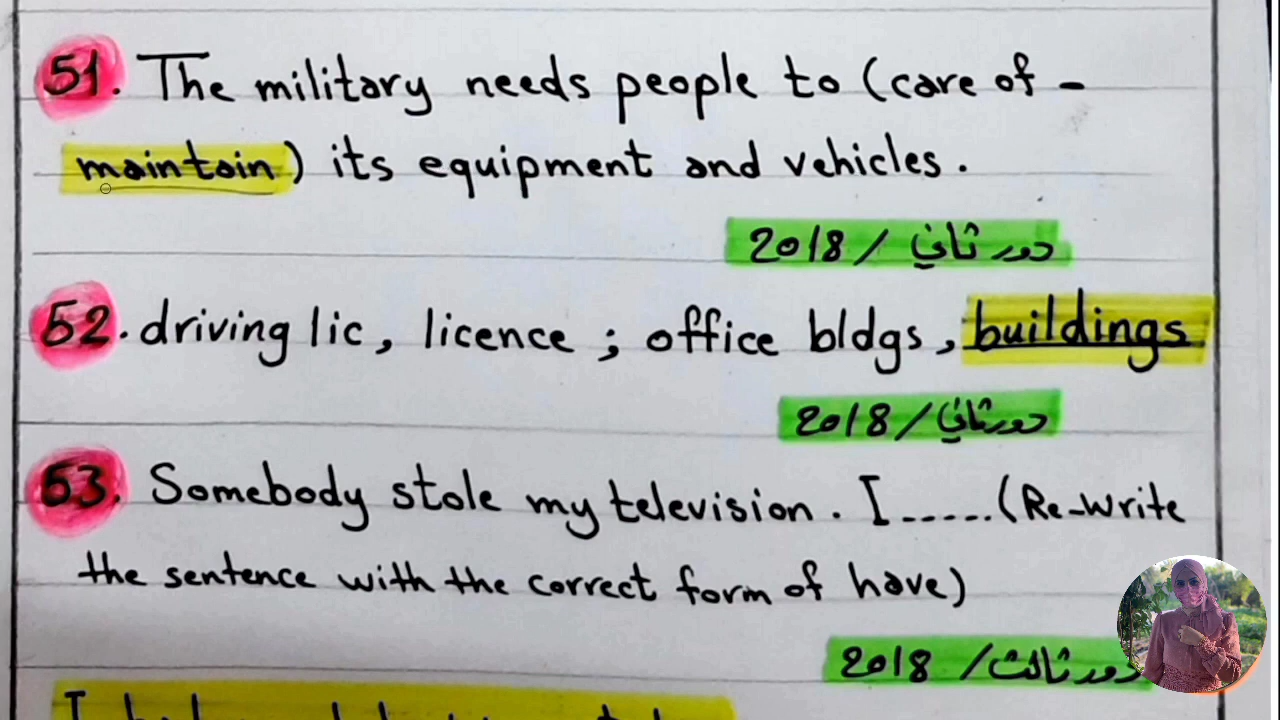 51. The military needs people to (care of -
maintain) its equipment and vehicles.
دور ثاني / 2018
52. driving lic, licence ; office bldgs, buildings
دور ثاني / 2018
53. Somebody stole my television. I ..... (Re-write
the sentence with the correct form of have)
دور ثالث / 2018
I